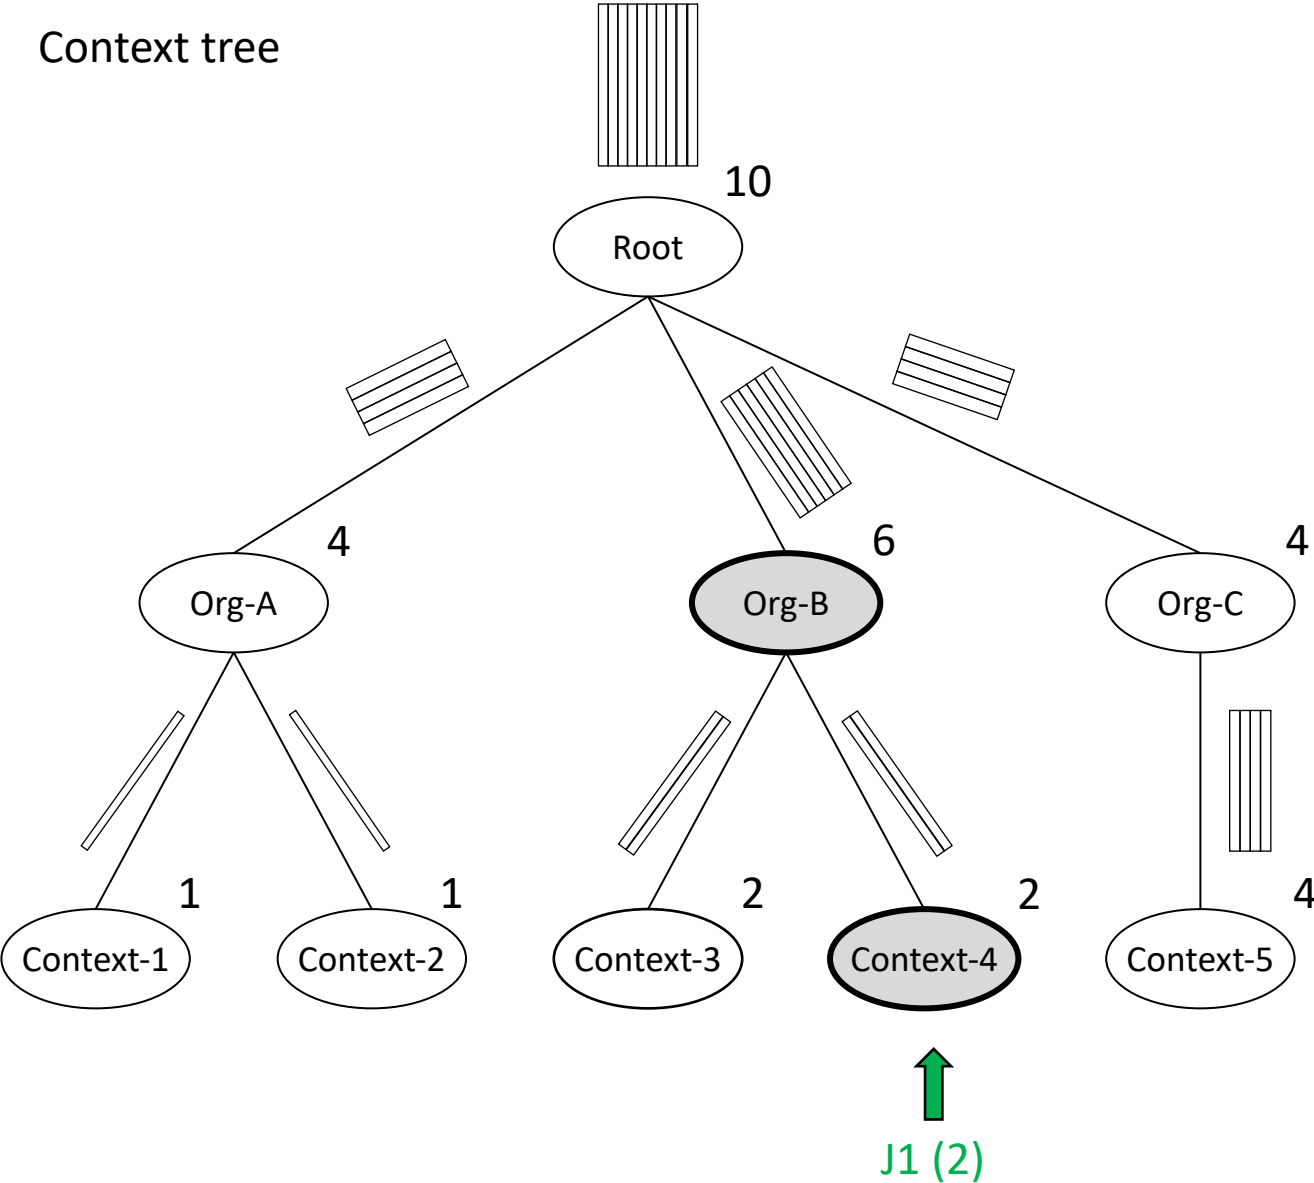 Context tree
10
Root
4
6
4
Org-A
Org-B
Org-C
1
1
2
2
4
Context-1
Context-2
Context-3
Context-4
Context-5
J1 (2)